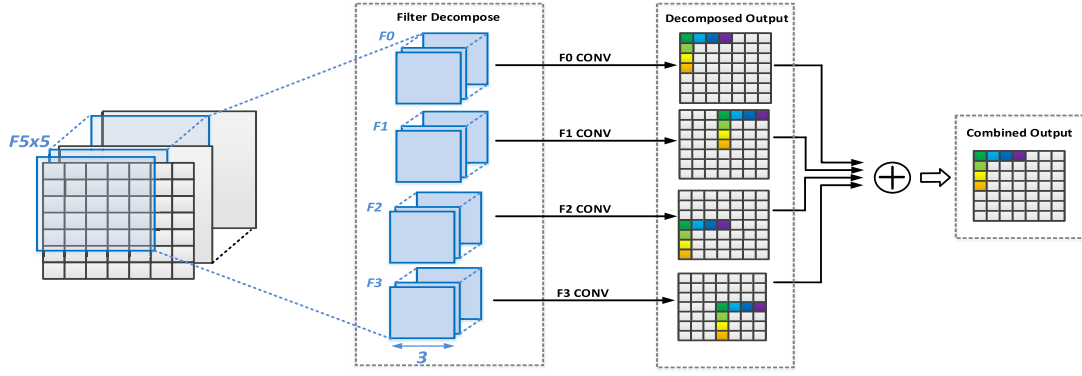 Filter Decompose
Decomposed Output
F0
F0 CONV
F5x5
F1
F1 CONV
Combined Output
F2
F2 CONV
F3
F3 CONV
3